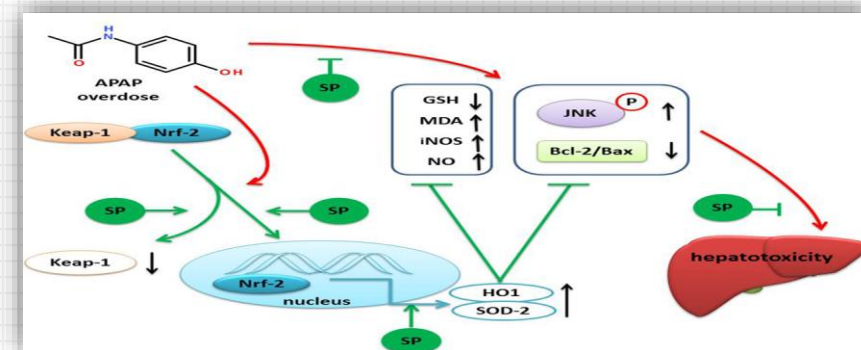 H
N
O
OH
APAP
overdose
SP
Keap-1 Nrf-2
GSH ↓
MDA ↑
iNOS ↑
NO ↑
JNK P ↑
Bcl-2/Bax ↓
SP SP
SP
Keap-1 ↓
hepatotoxicity
Nrf-2
nucleus
HO1
SOD-2 ↑
SP